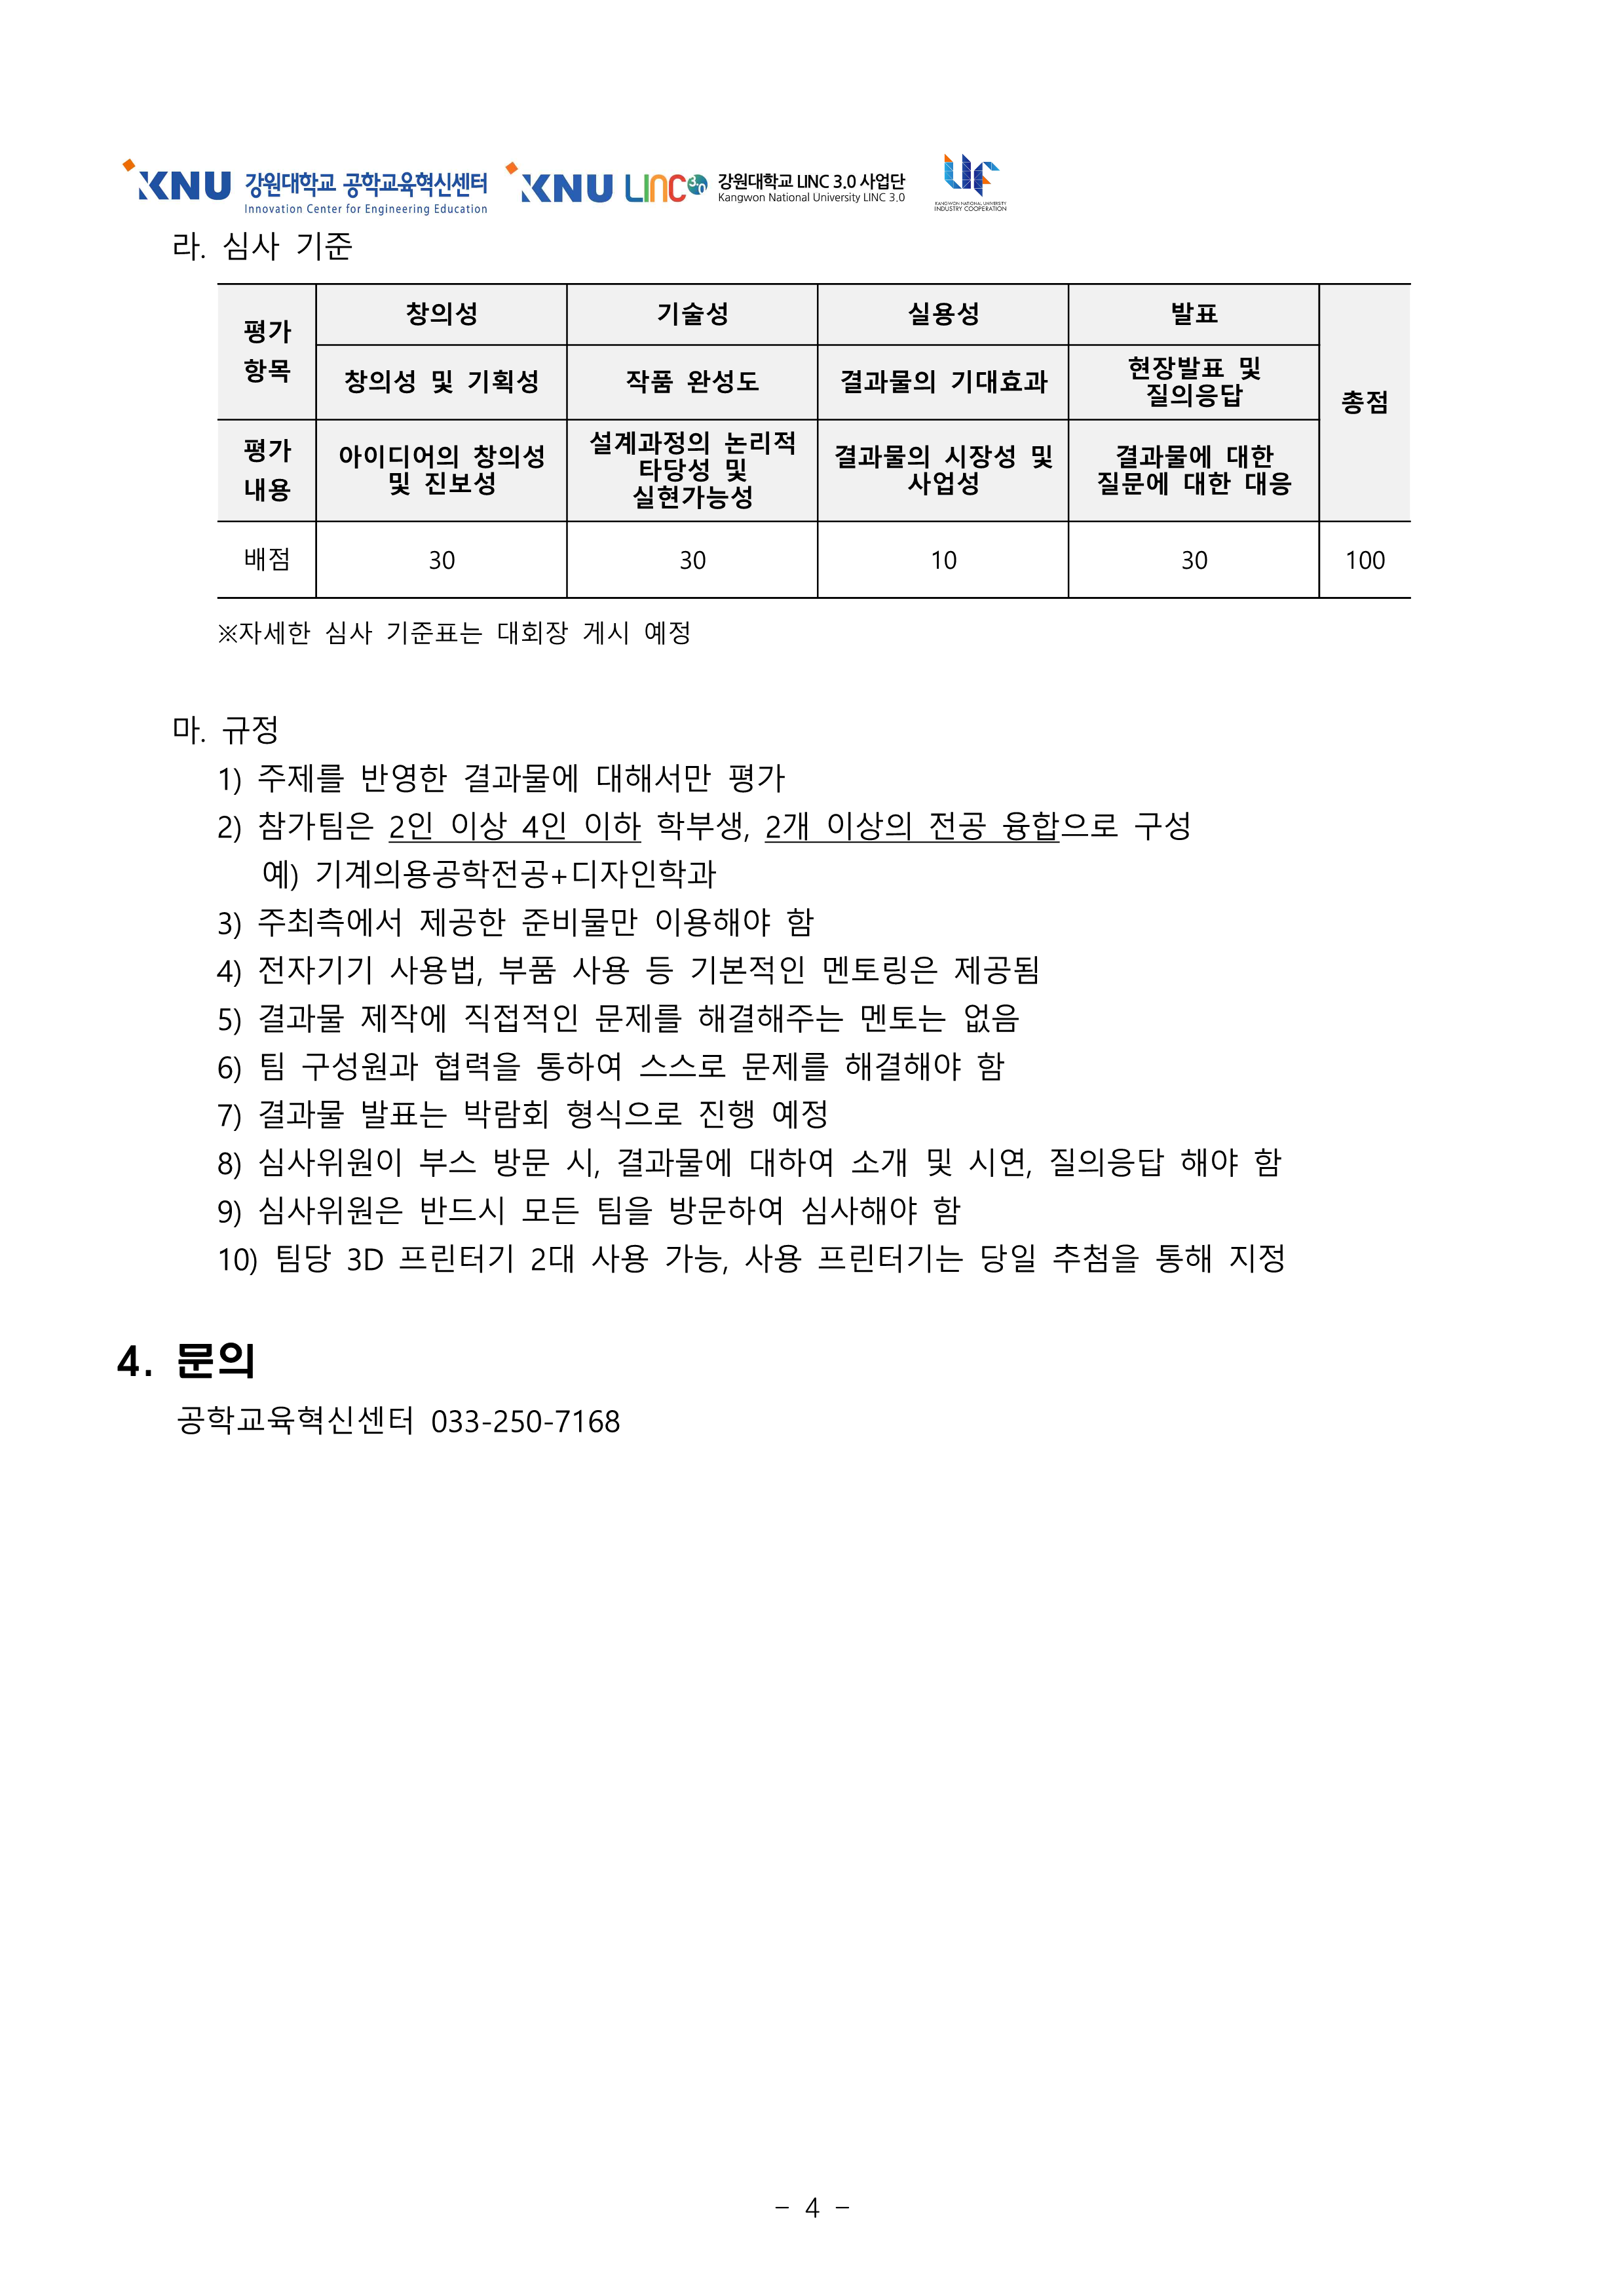 KNU 강원대학교 공학교육혁신센터
Innovation Center for Engineering Education
KNU LINC 3.0 강원대학교 LINC 3.0 사업단
Kangwon National University LINC 3.0
KANGWON NATIONAL UNIVERSITY
INDUSTRY COOPERATION
라. 심사 기준
평가
항목
창의성
기술성
실용성
발표
총점
창의성 및 기획성
작품 완성도
결과물의 기대효과
현장발표 및
질의응답
평가
내용
아이디어의 창의성
및 진보성
설계과정의 논리적
타당성 및
실현가능성
결과물의 시장성 및
사업성
결과물에 대한
질문에 대한 대응
배점
30
30
10
30
100
※자세한 심사 기준표는 대회장 게시 예정
마. 규정
1) 주제를 반영한 결과물에 대해서만 평가
2) 참가팀은 2인 이상 4인 이하 학부생, 2개 이상의 전공 융합으로 구성
예) 기계의용공학전공+디자인학과
3) 주최측에서 제공한 준비물만 이용해야 함
4) 전자기기 사용법, 부품 사용 등 기본적인 멘토링은 제공됨
5) 결과물 제작에 직접적인 문제를 해결해주는 멘토는 없음
6) 팀 구성원과 협력을 통하여 스스로 문제를 해결해야 함
7) 결과물 발표는 박람회 형식으로 진행 예정
8) 심사위원이 부스 방문 시, 결과물에 대하여 소개 및 시연, 질의응답 해야 함
9) 심사위원은 반드시 모든 팀을 방문하여 심사해야 함
10) 팀당 3D 프린터기 2대 사용 가능, 사용 프린터기는 당일 추첨을 통해 지정
4. 문의
공학교육혁신센터 033-250-7168
- 4 -